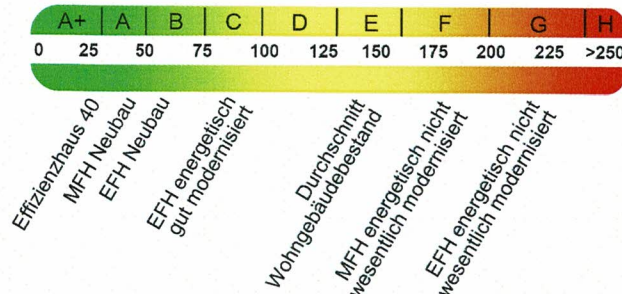 A+ A B C D E F G H
0 25 50 75 100 125 150 175 200 225 >250
Effizienzhaus 40
MFH Neubau
EFH Neubau
EFH energetisch
gut modernisiert
Durchschnitt
Wohngebäudebestand
MFH energetisch nicht
wesentlich modernisiert
EFH energetisch nicht
wesentlich modernisiert